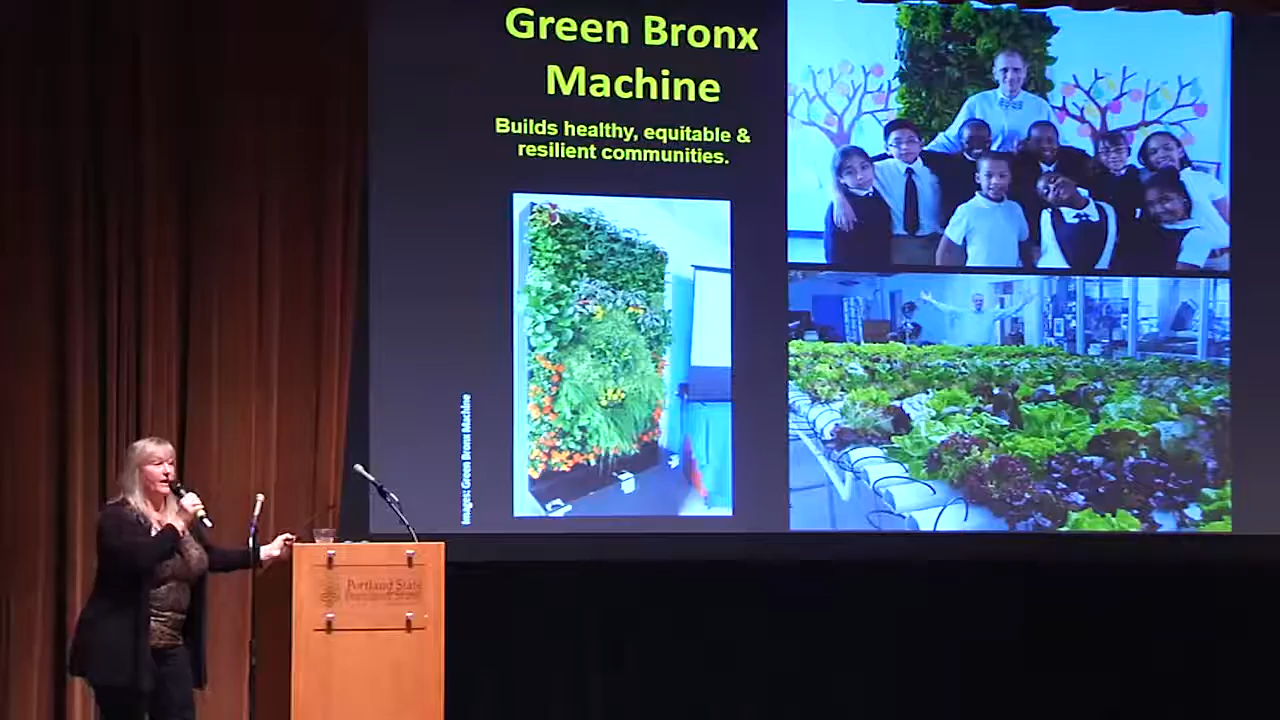 Green Bronx
Machine
Builds healthy, equitable &
resilient communities.
Images: Green Bronx Machine
Portland State